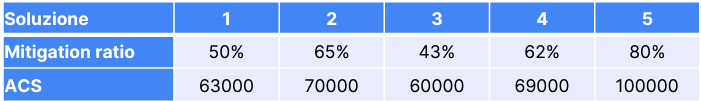 Soluzione 1 2 3 4 5
Mitigation ratio 50% 65% 43% 62% 80%
ACS 63000 70000 60000 69000 100000